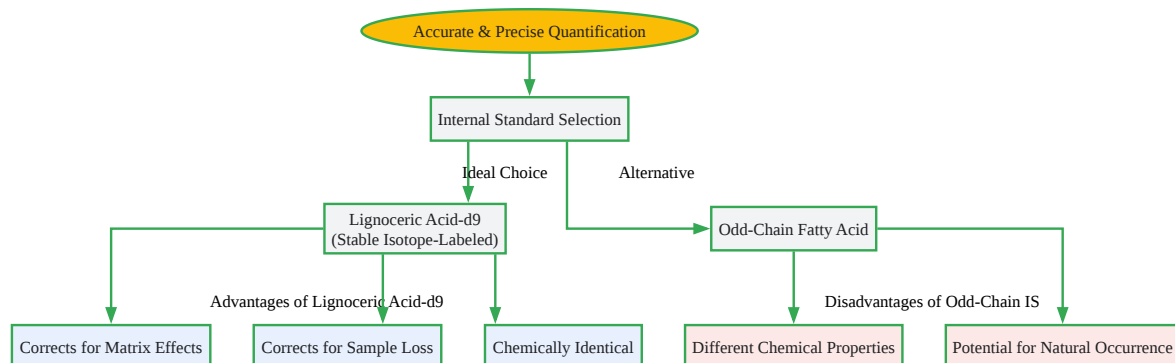 Accurate & Precise Quantification
Internal Standard Selection
Ideal Choice
Alternative
Lignoceric Acid-d9
(Stable Isotope-Labeled)
Odd-Chain Fatty Acid
Advantages of Lignoceric Acid-d9
Disadvantages of Odd-Chain IS
Corrects for Matrix Effects
Corrects for Sample Loss
Chemically Identical
Different Chemical Properties
Potential for Natural Occurrence